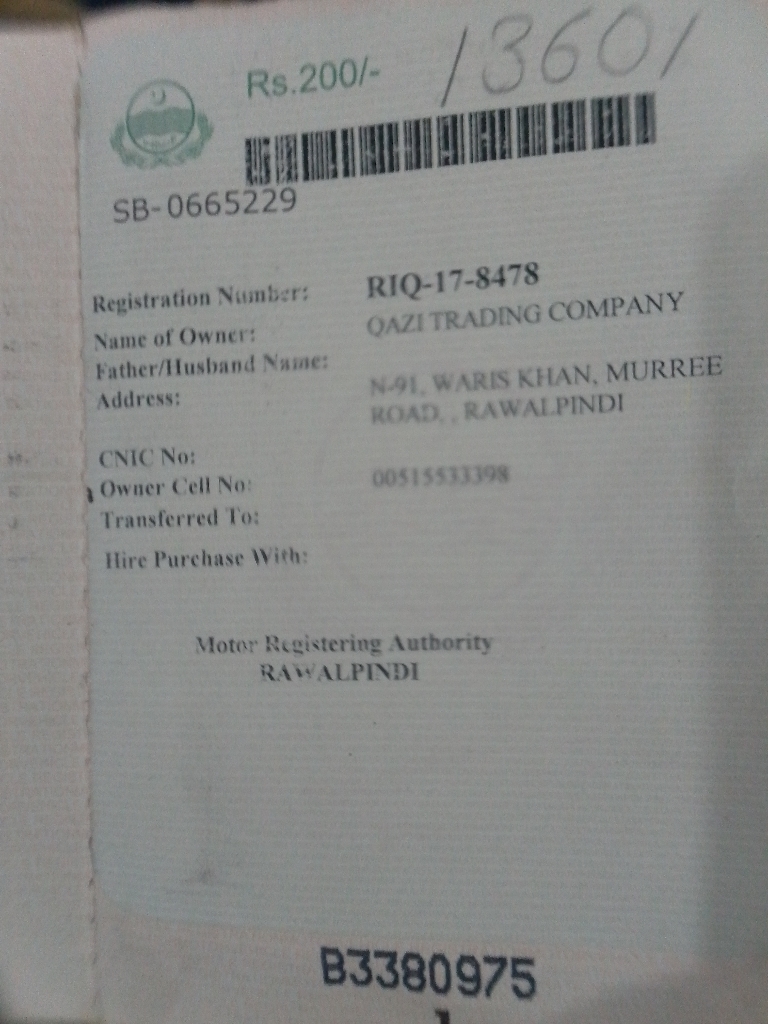 Rs.200/-
/3601
SB-0665229
Registration Number: RIQ-17-8478
Name of Owner: QAZI TRADING COMPANY
Father/Husband Name:
Address: N-91, WARIS KHAN, MURREE
ROAD, , RAWALPINDI
CNIC No:
Owner Cell No: 00515533398
Transferred To:
Hire Purchase With:
Motor Registering Authority
RAWALPINDI
B3380975